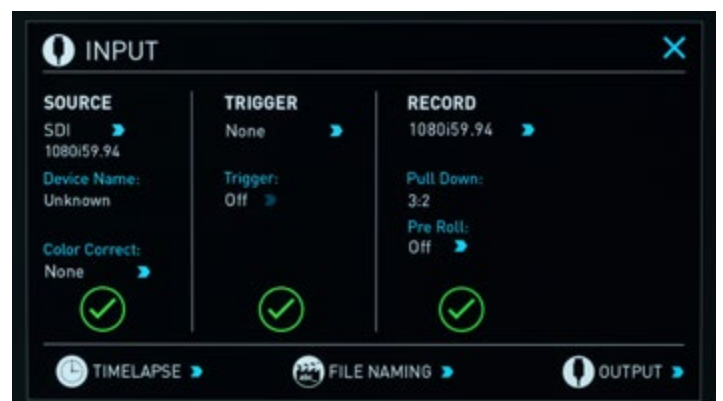 INPUT
SOURCE
SDI
1080i59.94
Device Name:
Unknown
Color Correct:
None
TRIGGER
None
Trigger:
Off
RECORD
1080i59.94
Pull Down:
3:2
Pre Roll:
Off
TIMELAPSE
abc
FILE NAMING
OUTPUT